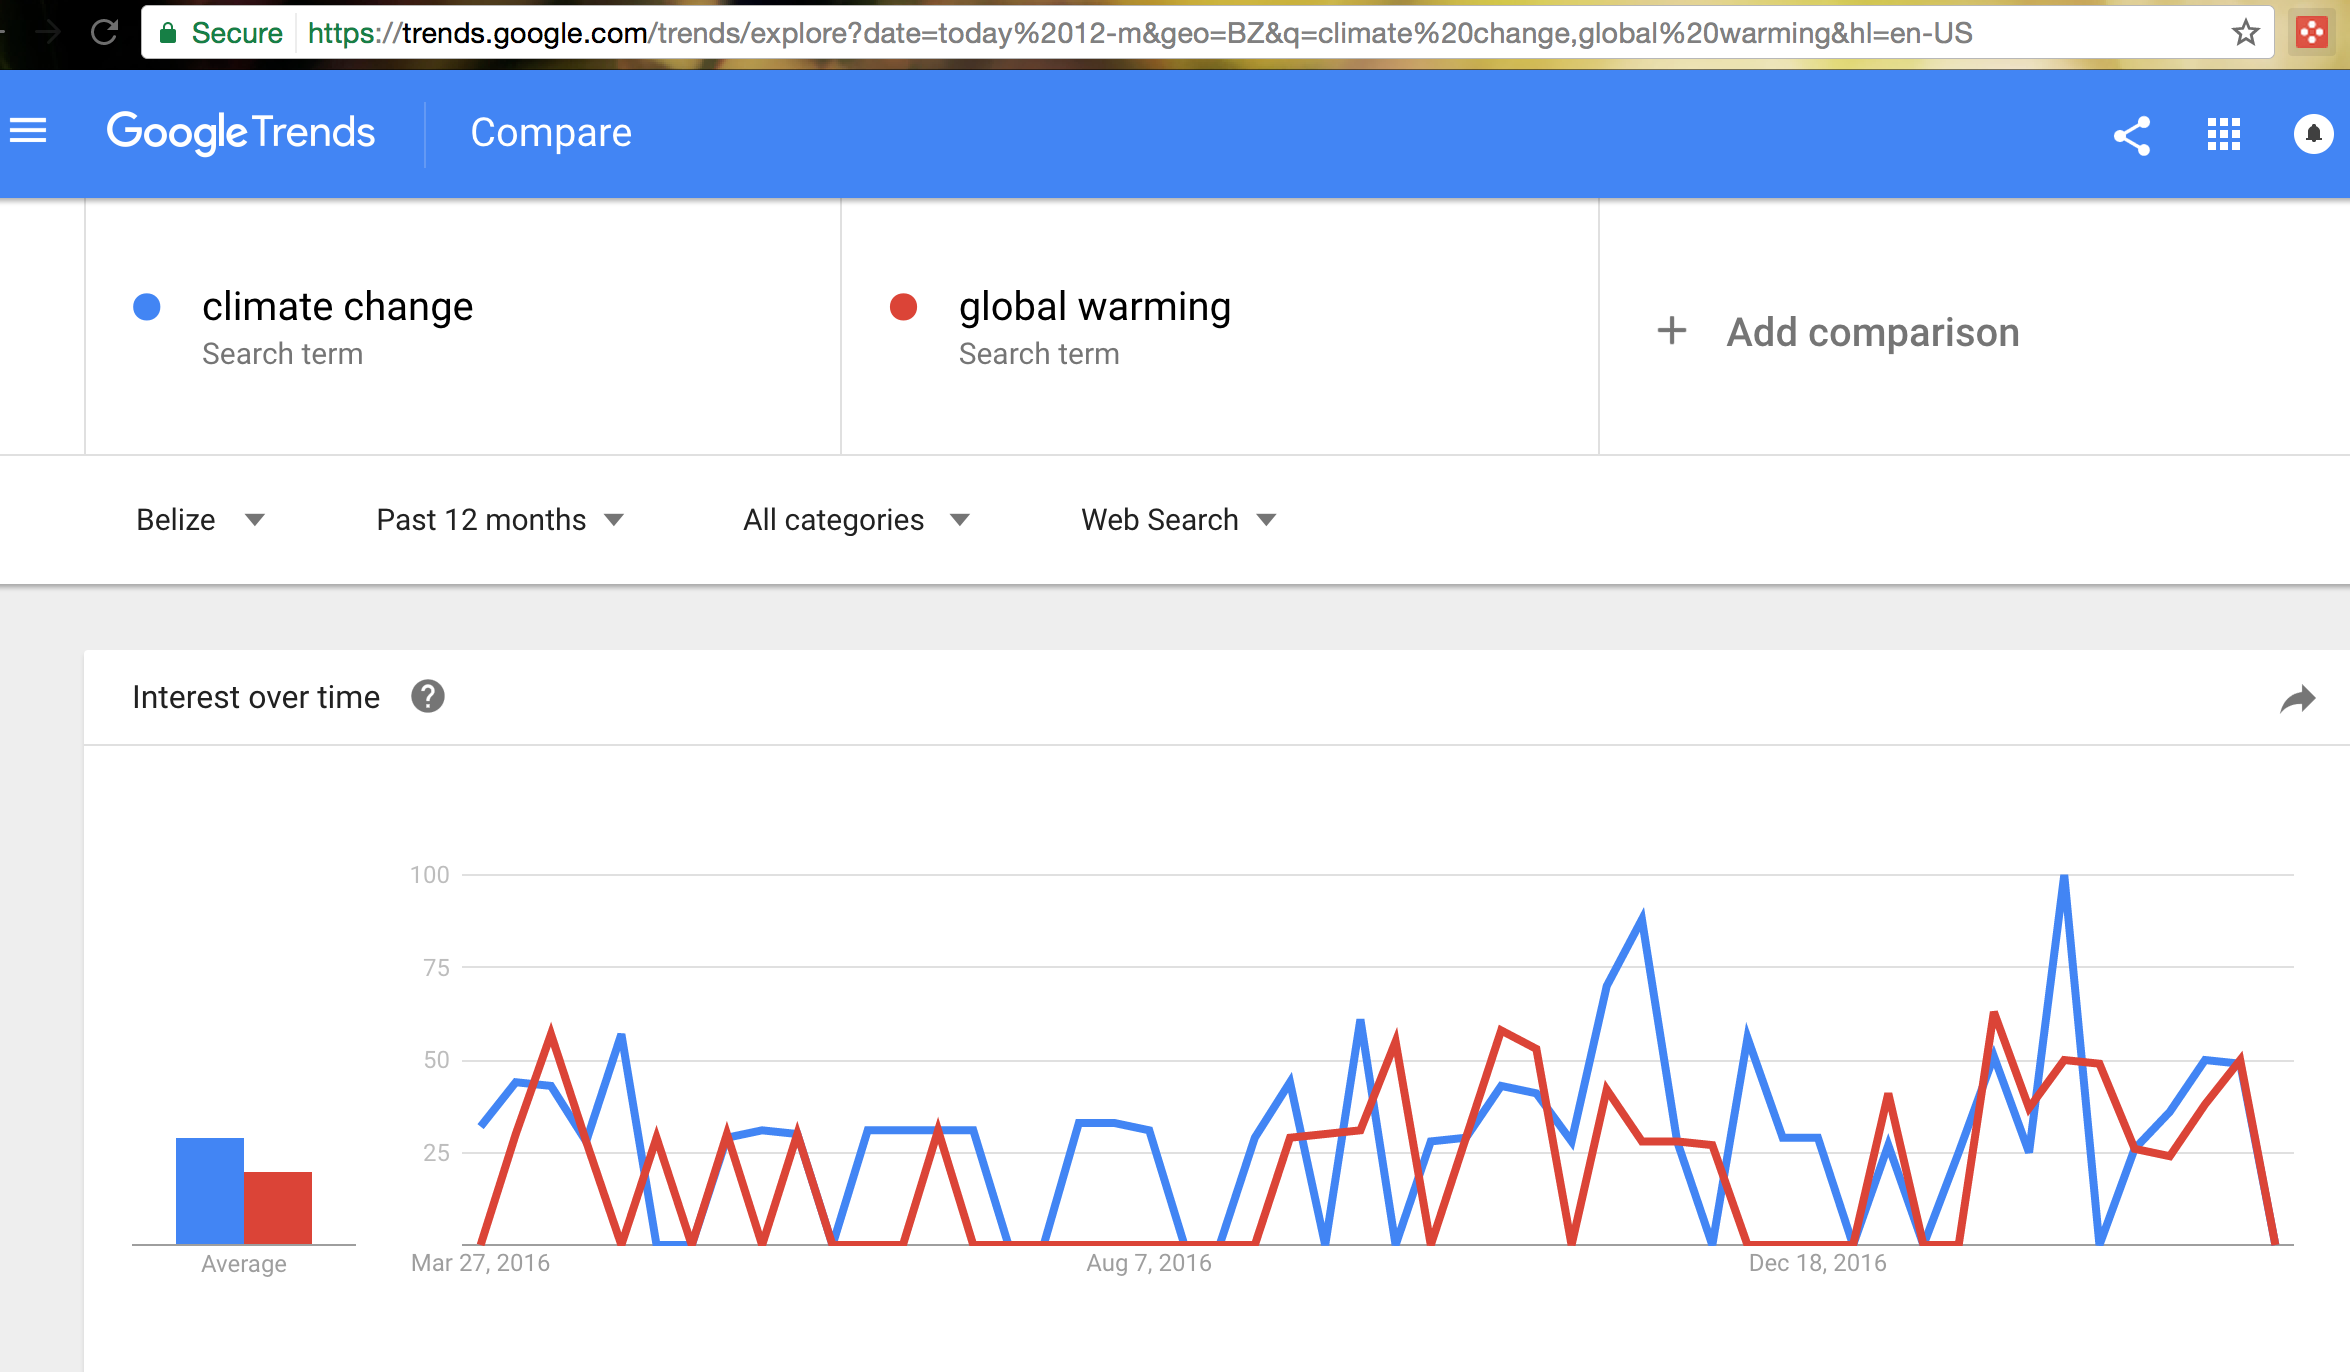 Secure https://trends.google.com/trends/explore?date=today%2012-m&geo=BZ&q=climate%20change,global%20warming&hl=en-US
Google Trends Compare
climate change
Search term
global warming
Search term
+ Add comparison
Belize Past 12 months All categories Web Search
Interest over time ?
100
75
50
25
Average
Mar 27, 2016 Aug 7, 2016 Dec 18, 2016